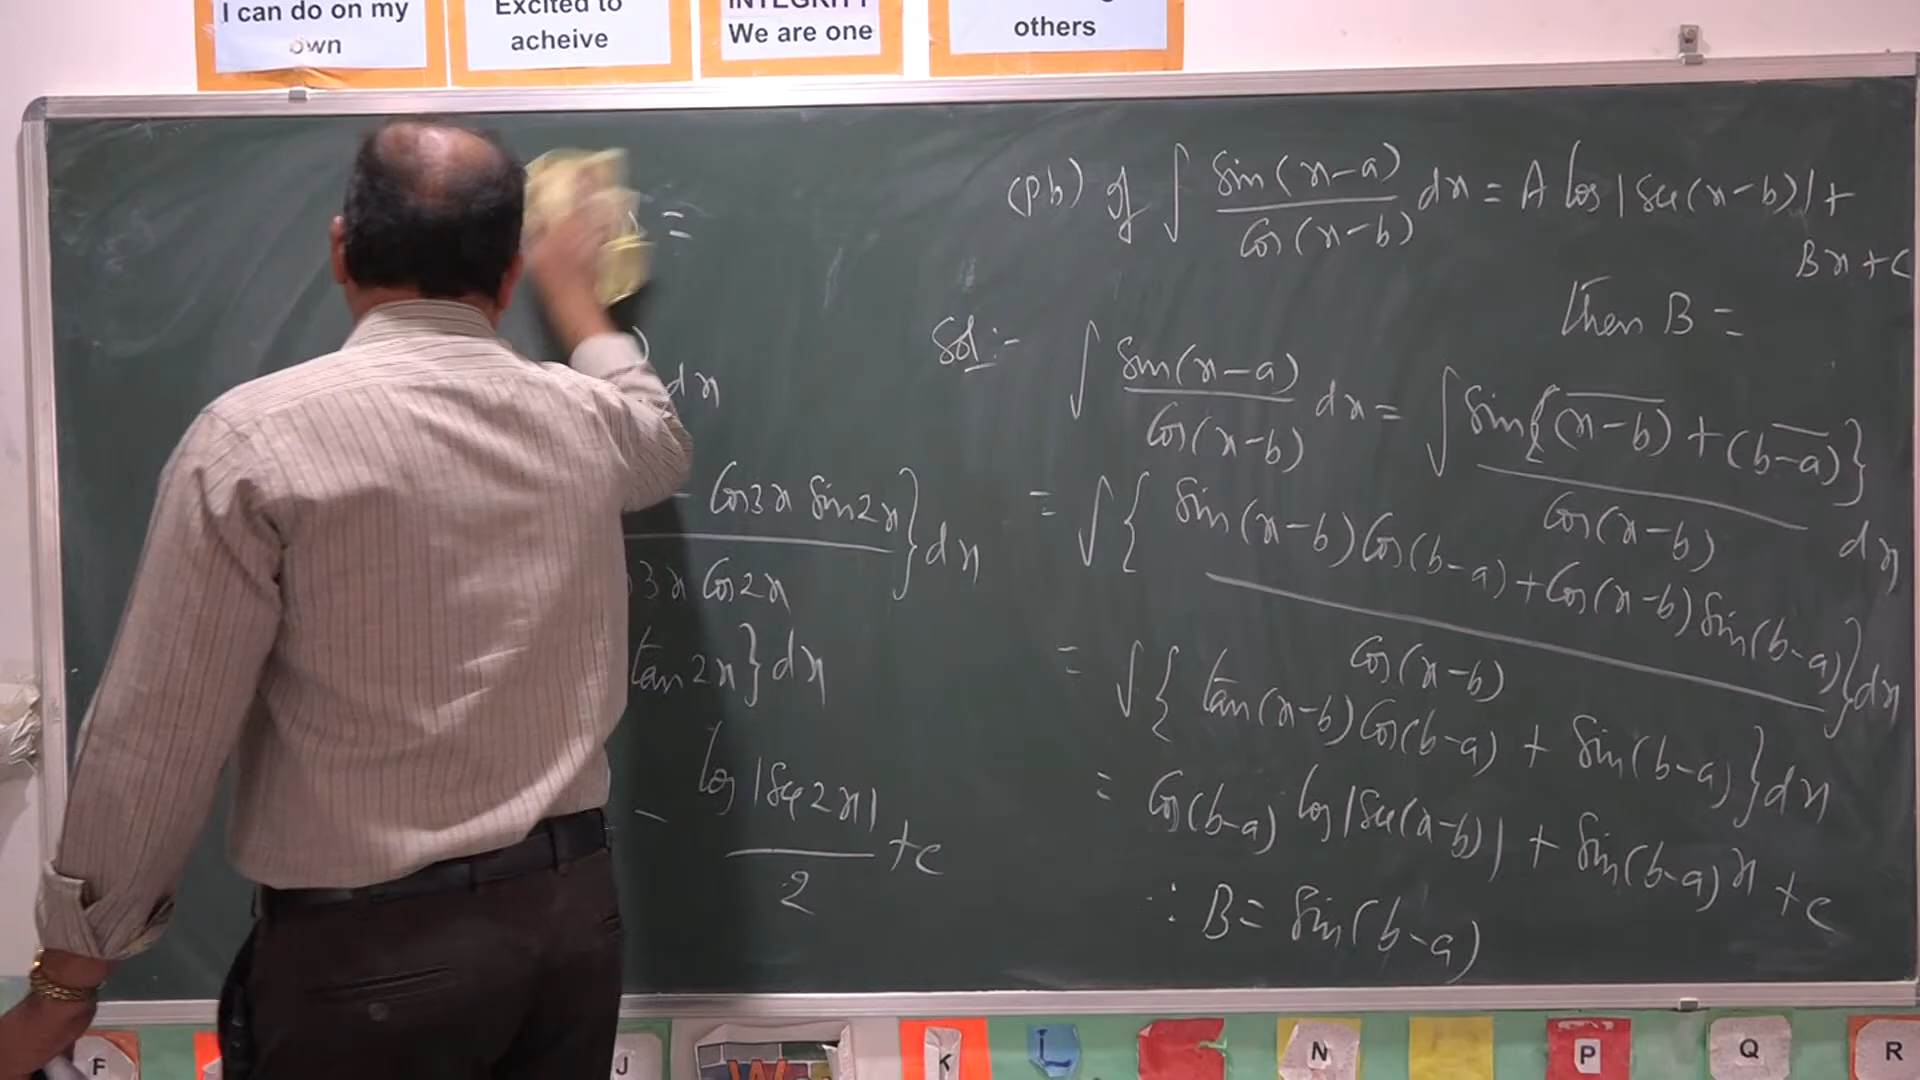 I can do on my
own
Excited to
acheive
INTEGRITY
We are one
others
=
dx
- Cos3x Sin2x}dx
3x Cos2x
tan2x}dx
- log|Sec2x|/2 + c
(Pb) If ∫ Sin(x-a)/Cos(x-b) dx = A log|Sec(x-b)| +
Bx + C
then B =
Sol:-
∫ Sin(x-a)/Cos(x-b) dx = ∫ Sin{(x-b) + (b-a)}/Cos(x-b) dx
= ∫{ Sin(x-b) Cos(b-a) + Cos(x-b) Sin(b-a)/Cos(x-b) }dx
= ∫{ tan(x-b) Cos(b-a) + Sin(b-a) }dx
= Cos(b-a) log|Sec(x-b)| + Sin(b-a) x + c
∴ B = Sin(b-a)
F
J
K
L
N
P
Q
R